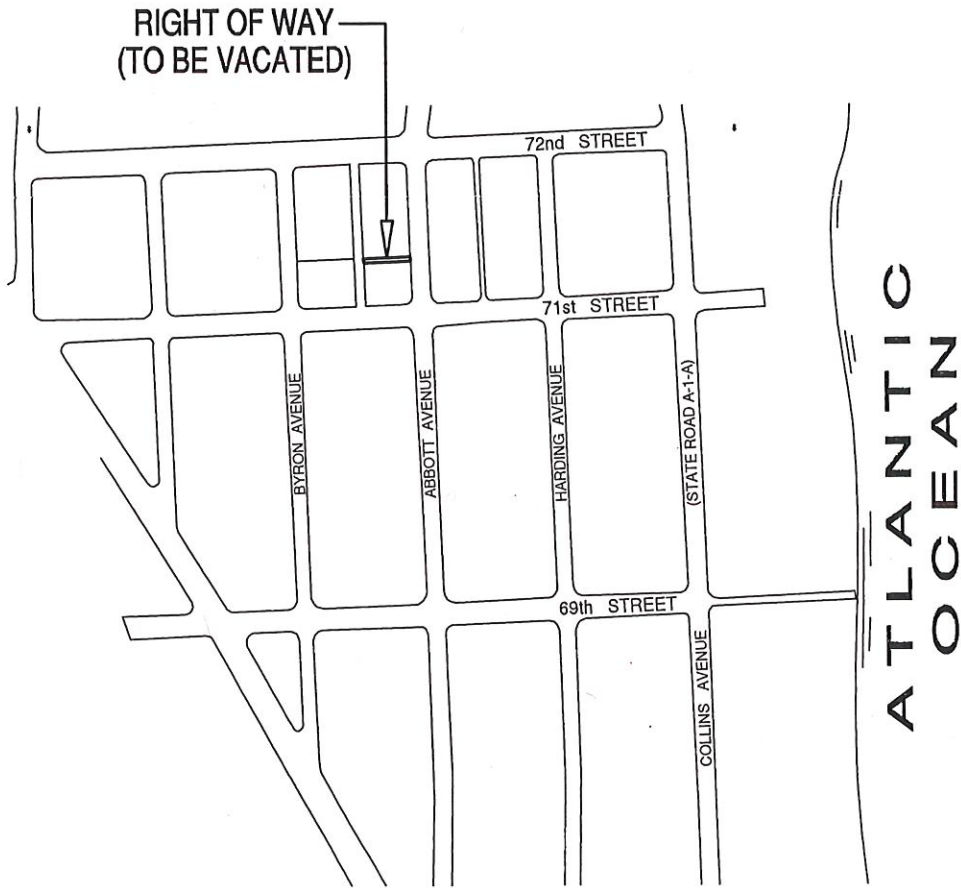 RIGHT OF WAY
(TO BE VACATED)
72nd STREET
71st STREET
BYRON AVENUE
ABBOTT AVENUE
HARDING AVENUE
(STATE ROAD A-1-A)
69th STREET
COLLINS AVENUE
ATLANTIC
OCEAN